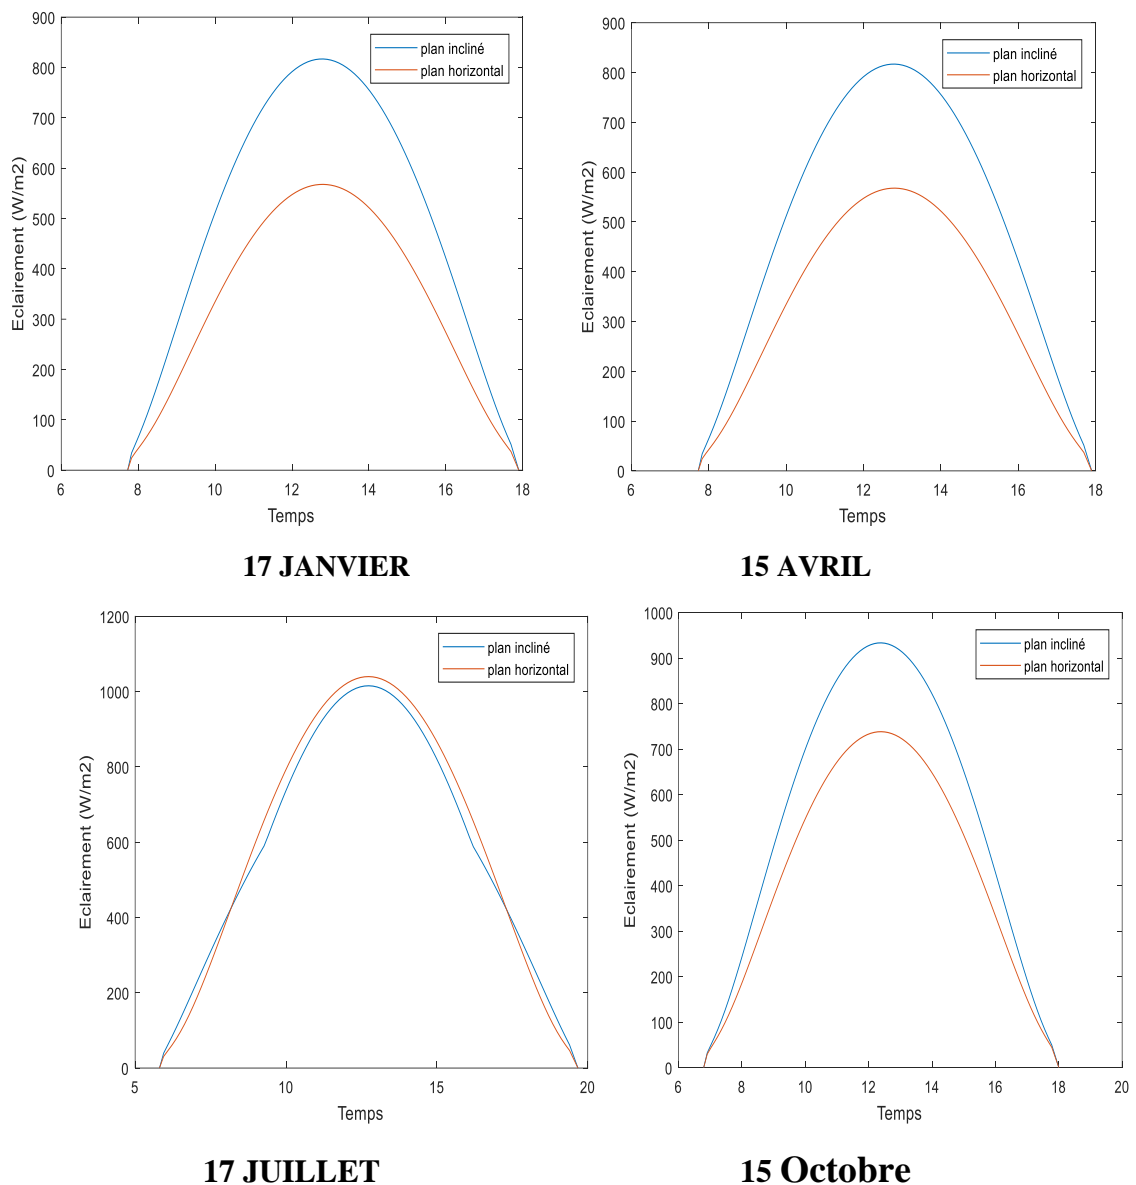 900
800
700
600
500
400
300
200
100
0
6 8 10 12 14 16 18
Eclairement (W/m2)
Temps
plan incliné
plan horizontal
17 JANVIER
900
800
700
600
500
400
300
200
100
0
6 8 10 12 14 16 18
Eclairement (W/m2)
Temps
plan incliné
plan horizontal
15 AVRIL
1200
1000
800
600
400
200
0
5 10 15 20
Eclairement (W/m2)
Temps
plan incliné
plan horizontal
17 JUILLET
1000
900
800
700
600
500
400
300
200
100
0
6 8 10 12 14 16 18 20
Eclairement (W/m2)
Temps
plan incliné
plan horizontal
15 Octobre